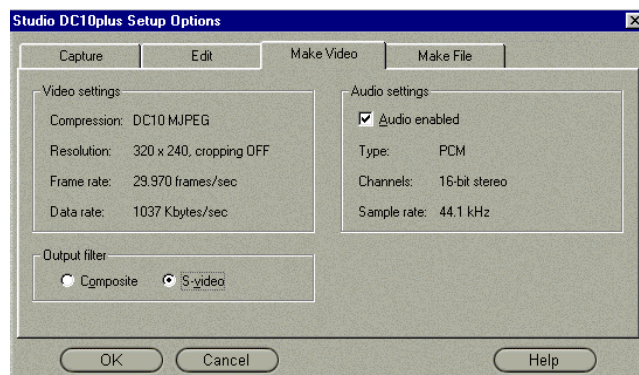 Studio DC10plus Setup Options
Capture
Edit
Make Video
Make File
Video settings
Compression: DC10 MJPEG
Resolution: 320 x 240, cropping OFF
Frame rate: 29.970 frames/sec
Data rate: 1037 Kbytes/sec
Audio settings
Audio enabled
Type: PCM
Channels: 16-bit stereo
Sample rate: 44.1 kHz
Output filter
Composite
S-video
OK
Cancel
Help